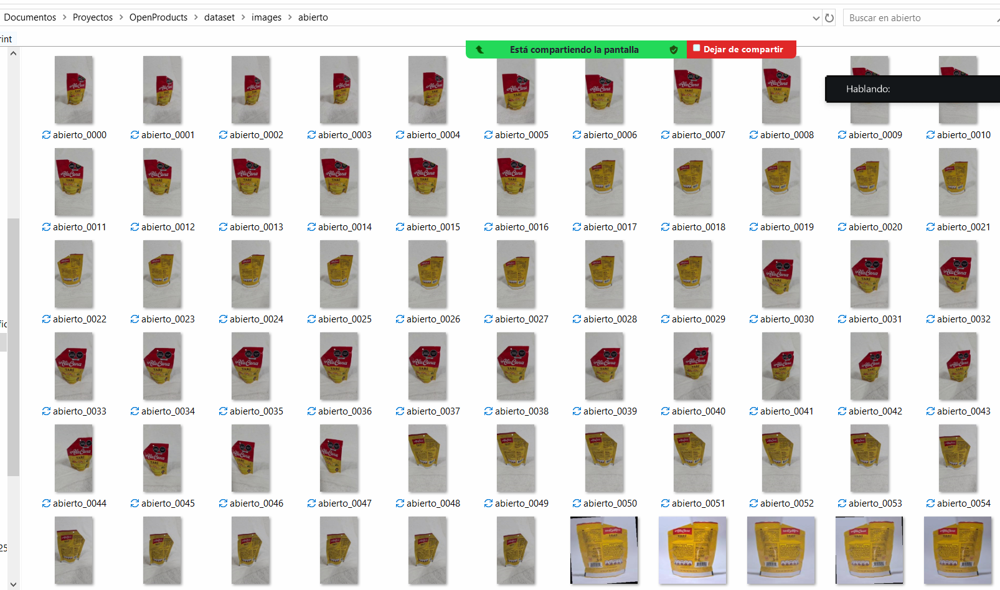 Documentos > Proyectos > OpenProducts > dataset > images > abierto
Buscar en abierto
rint
Está compartiendo la pantalla
Dejar de compartir
Hablando:
abierto_0000 abierto_0001 abierto_0002 abierto_0003 abierto_0004 abierto_0005 abierto_0006 abierto_0007 abierto_0008 abierto_0009 abierto_0010
abierto_0011 abierto_0012 abierto_0013 abierto_0014 abierto_0015 abierto_0016 abierto_0017 abierto_0018 abierto_0019 abierto_0020 abierto_0021
abierto_0022 abierto_0023 abierto_0024 abierto_0025 abierto_0026 abierto_0027 abierto_0028 abierto_0029 abierto_0030 abierto_0031 abierto_0032
abierto_0033 abierto_0034 abierto_0035 abierto_0036 abierto_0037 abierto_0038 abierto_0039 abierto_0040 abierto_0041 abierto_0042 abierto_0043
abierto_0044 abierto_0045 abierto_0046 abierto_0047 abierto_0048 abierto_0049 abierto_0050 abierto_0051 abierto_0052 abierto_0053 abierto_0054
25